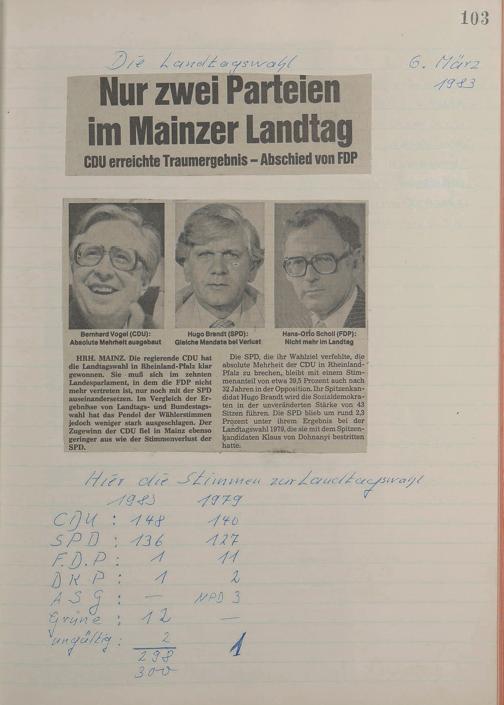 103
Die Landtagswahl
6. März
1983
Nur zwei Parteien
im Mainzer Landtag
CDU erreichte Traumergebnis – Abschied von FDP
Bernhard Vogel (CDU):
Absolute Mehrheit ausgebaut
Hugo Brandt (SPD):
Gleiche Mandate bei Verlust
Hans-Otto Scholl (FDP):
Nicht mehr im Landtag
HRH. MAINZ. Die regierende CDU hat
die Landtagswahl in Rheinland-Pfalz klar
gewonnen. Sie muß sich im zehnten
Landesparlament, in dem die FDP nicht
mehr vertreten ist, nur noch mit der SPD
auseinandersetzen. Im Vergleich der Er-
gebnisse von Landtags- und Bundestags-
wahl hat das Pendel der Wählerstimmen
jedoch weniger stark ausgeschlagen. Der
Zugewinn der CDU fiel in Mainz ebenso
geringer aus wie der Stimmenverlust der
SPD.
Die SPD, die ihr Wahlziel verfehlte, die
absolute Mehrheit der CDU in Rheinland-
Pfalz zu brechen, bleibt mit einem Stim-
menanteil von etwa 39,5 Prozent auch nach
32 Jahren in der Opposition. Ihr Spitzenkan-
didat Hugo Brandt wird die Sozialdemokra-
ten in der unveränderten Stärke von 43
Sitzen führen. Die SPD blieb um rund 2,3
Prozent unter ihrem Ergebnis bei der
Landtagswahl 1979, die sie mit dem Spitzen-
kandidaten Klaus von Dohnanyi bestritten
hatte.
Hier die Stimmen zur Landtagswahl
1983 1979
CDU : 148 140
SPD : 136 127
F.D.P : 1 11
DKP : 1 2
ASG : — NPD 3
Grüne : 12 —
ungültig : 2 1
298
300